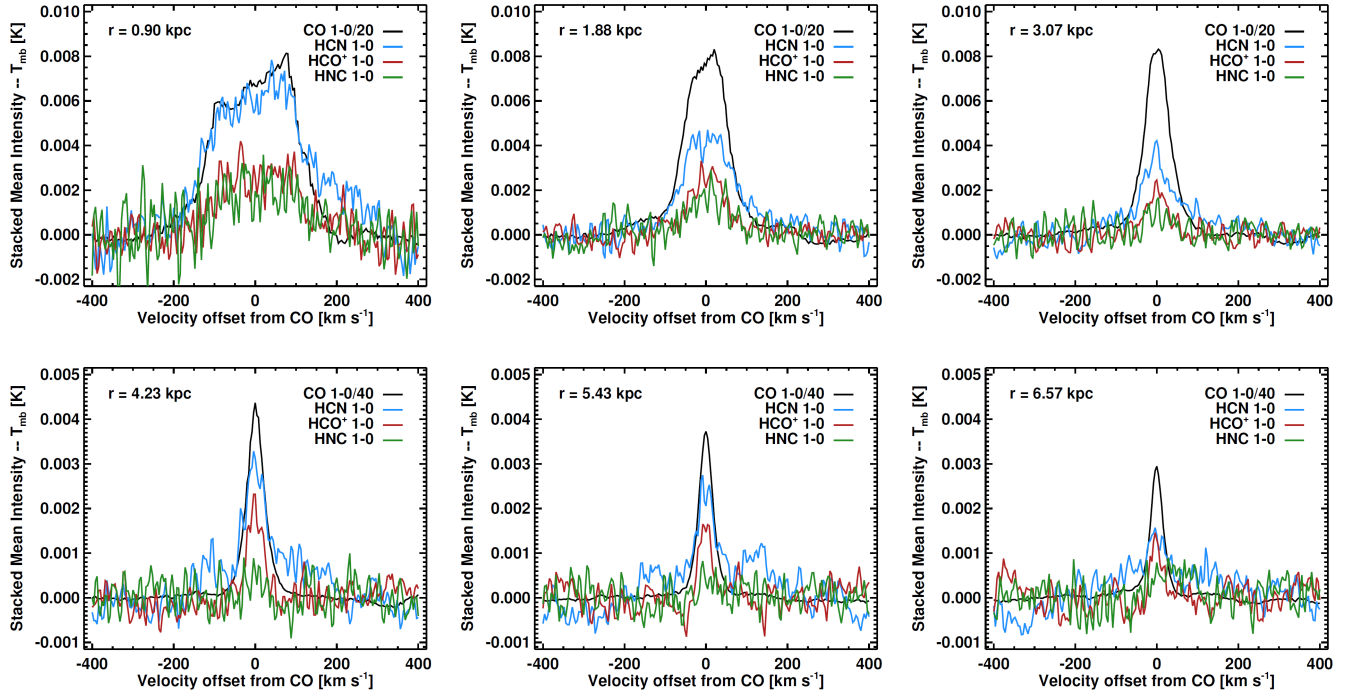 r = 0.90 kpc
CO 1-0/20
HCN 1-0
HCO⁺ 1-0
HNC 1-0
Stacked Mean Intensity -- Tmb [K]
0.010
0.008
0.006
0.004
0.002
0.000
-0.002
-400 -200 0 200 400
Velocity offset from CO [km s⁻¹]
r = 1.88 kpc
CO 1-0/20
HCN 1-0
HCO⁺ 1-0
HNC 1-0
Stacked Mean Intensity -- Tmb [K]
0.010
0.008
0.006
0.004
0.002
0.000
-0.002
-400 -200 0 200 400
Velocity offset from CO [km s⁻¹]
r = 3.07 kpc
CO 1-0/20
HCN 1-0
HCO⁺ 1-0
HNC 1-0
Stacked Mean Intensity -- Tmb [K]
0.010
0.008
0.006
0.004
0.002
0.000
-0.002
-400 -200 0 200 400
Velocity offset from CO [km s⁻¹]
r = 4.23 kpc
CO 1-0/40
HCN 1-0
HCO⁺ 1-0
HNC 1-0
Stacked Mean Intensity -- Tmb [K]
0.005
0.004
0.003
0.002
0.001
0.000
-0.001
-400 -200 0 200 400
Velocity offset from CO [km s⁻¹]
r = 5.43 kpc
CO 1-0/40
HCN 1-0
HCO⁺ 1-0
HNC 1-0
Stacked Mean Intensity -- Tmb [K]
0.005
0.004
0.003
0.002
0.001
0.000
-0.001
-400 -200 0 200 400
Velocity offset from CO [km s⁻¹]
r = 6.57 kpc
CO 1-0/40
HCN 1-0
HCO⁺ 1-0
HNC 1-0
Stacked Mean Intensity -- Tmb [K]
0.005
0.004
0.003
0.002
0.001
0.000
-0.001
-400 -200 0 200 400
Velocity offset from CO [km s⁻¹]